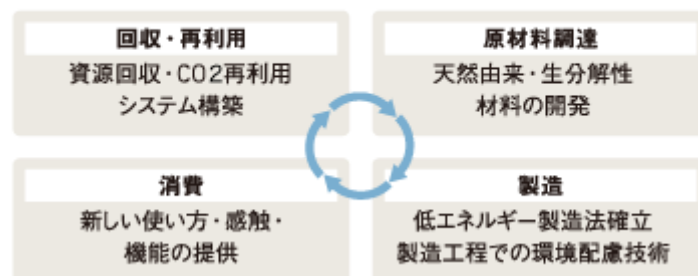 回収・再利用
資源回収・CO2再利用
システム構築
原材料調達
天然由来・生分解性
材料の開発
消費
新しい使い方・感触・
機能の提供
製造
低エネルギー製造法確立
製造工程での環境配慮技術